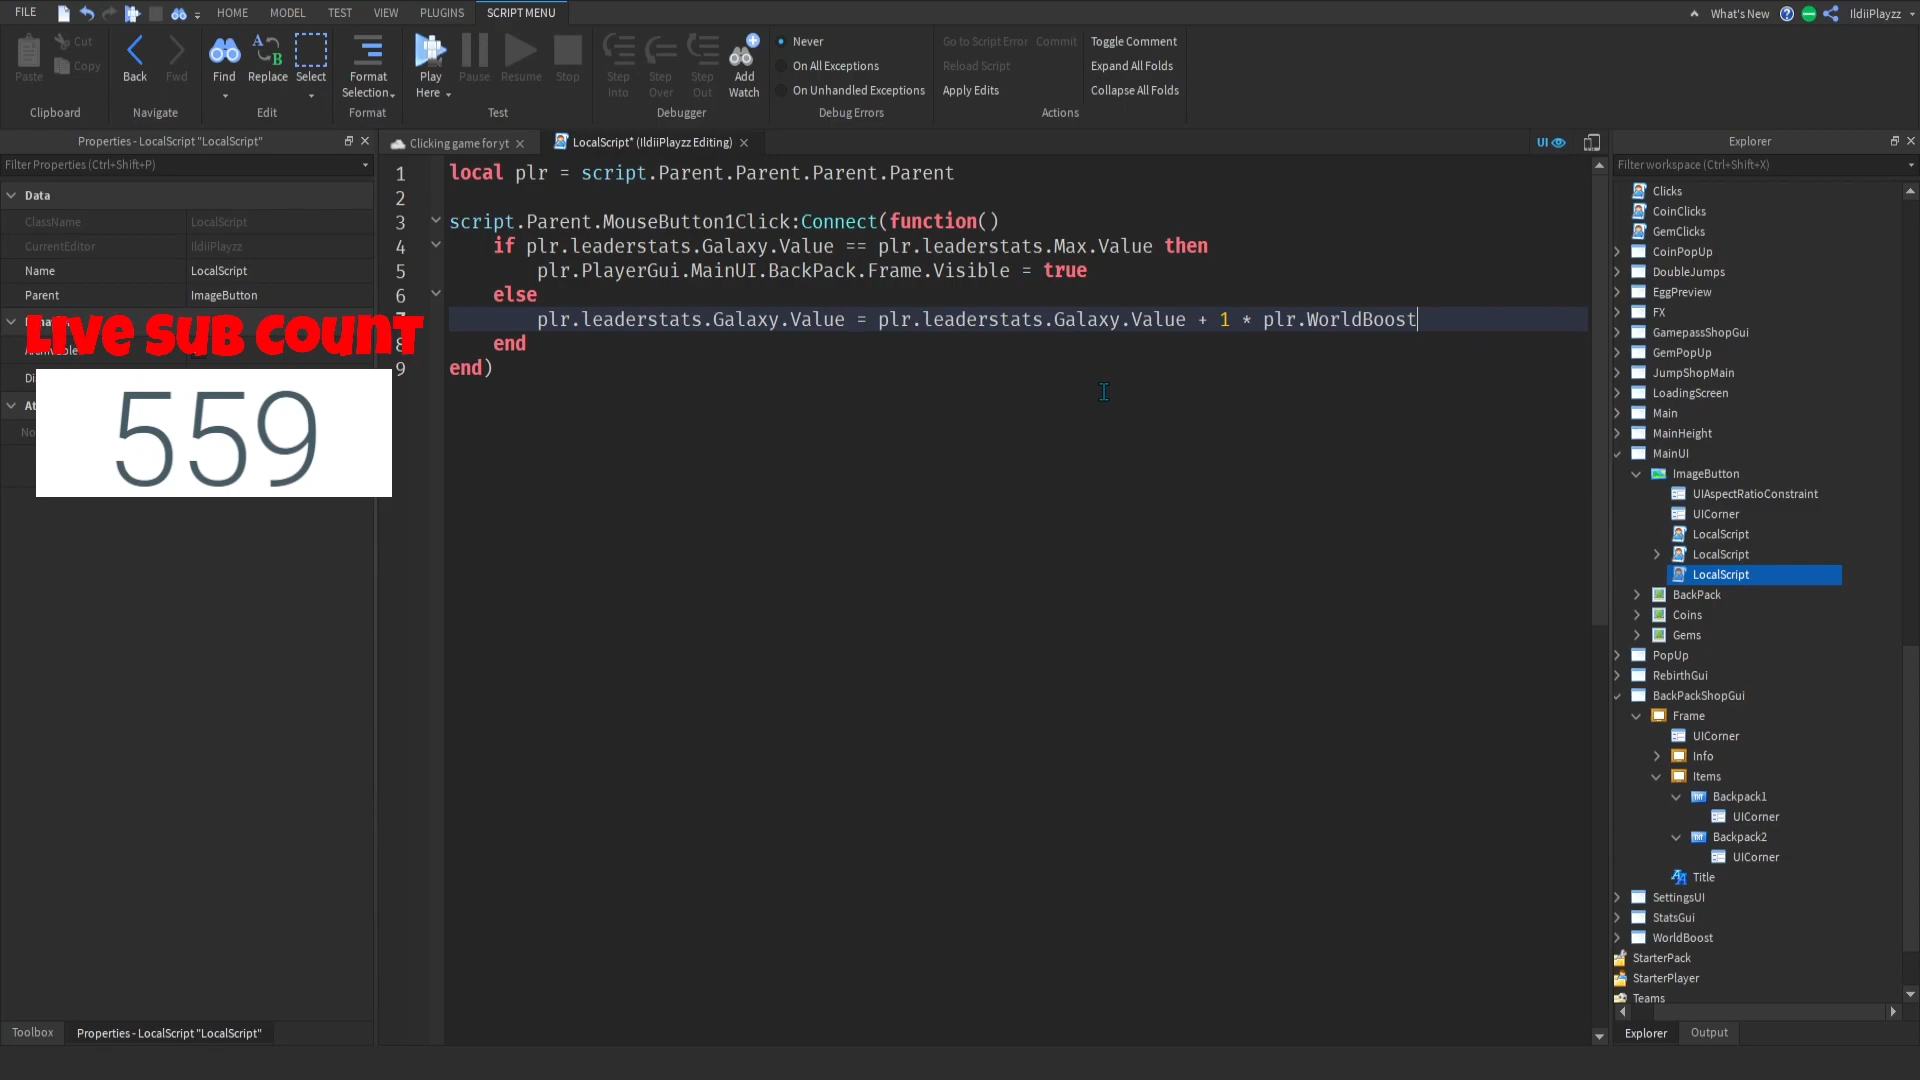 FILE
HOME
MODEL
TEST
VIEW
PLUGINS
SCRIPT MENU
What's New
IldiiPlayzz
Paste
Cut
Copy
Clipboard
Back
Fwd
Navigate
Find
Replace
Select
Edit
Format Selection
Format
Play Here
Pause
Resume
Stop
Test
Step Into
Step Over
Step Out
Add Watch
Debugger
Never
On All Exceptions
On Unhandled Exceptions
Debug Errors
Go to Script Error
Commit
Reload Script
Apply Edits
Toggle Comment
Expand All Folds
Collapse All Folds
Actions
Properties - LocalScript "LocalScript"
Filter Properties (Ctrl+Shift+P)
Data
ClassName LocalScript
CurrentEditor IldiiPlayzz
Name LocalScript
Parent ImageButton
LIVE SUB COUNT
559
Toolbox
Properties - LocalScript "LocalScript"
Clicking game for yt
LocalScript* (IldiiPlayzz Editing)
UI
1 local plr = script.Parent.Parent.Parent.Parent
2
3 script.Parent.MouseButton1Click:Connect(function()
4 if plr.leaderstats.Galaxy.Value == plr.leaderstats.Max.Value then
5 plr.PlayerGui.MainUI.BackPack.Frame.Visible = true
6 else
plr.leaderstats.Galaxy.Value = plr.leaderstats.Galaxy.Value + 1 * plr.WorldBoost
8 end
9 end)
Explorer
Filter workspace (Ctrl+Shift+X)
Clicks
CoinClicks
GemClicks
CoinPopUp
DoubleJumps
EggPreview
FX
GamepassShopGui
GemPopUp
JumpShopMain
LoadingScreen
Main
MainHeight
MainUI
ImageButton
UIAspectRatioConstraint
UICorner
LocalScript
LocalScript
LocalScript
BackPack
Coins
Gems
PopUp
RebirthGui
BackPackShopGui
Frame
UICorner
Info
Items
Backpack1
UICorner
Backpack2
UICorner
Title
SettingsUI
StatsGui
WorldBoost
StarterPack
StarterPlayer
Teams
Explorer
Output